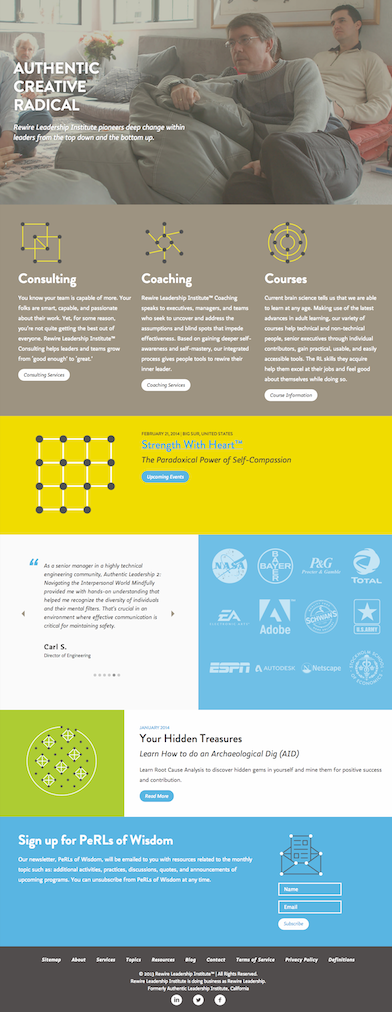 AUTHENTIC
CREATIVE
RADICAL
Rewire Leadership Institute pioneers deep change within
leaders from the top down and the bottom up.
Consulting
You know your team is capable of more. Your
folks are smart, capable, and passionate
about their work. Yet, for some reason,
you're not quite getting the best out of
everyone. Rewire Leadership Institute™
Consulting helps leaders and teams grow
from 'good enough' to 'great.'
Consulting Services
Coaching
Rewire Leadership Institute™ Coaching
speaks to executives, managers, and teams
who seek to uncover and address the
assumptions and blind spots that impede
effectiveness. Based on gaining deeper self-
awareness and self-mastery, our integrated
process gives people tools to rewire their
inner leader.
Coaching Services
Courses
Current brain science tells us that we are able
to learn at any age. Making use of the latest
advances in adult learning, our variety of
courses help technical and non-technical
people, senior executives through individual
contributors, gain practical, usable, and easily
accessible tools. The RLI skills they acquire
help them excel at their jobs and feel good
about themselves while doing so.
Course Information
FEBRUARY 21, 2014 | BIG SUR, UNITED STATES
Strength With Heart™
The Paradoxical Power of Self-Compassion
Upcoming Events
“ As a senior manager in a highly technical
engineering community, Authentic Leadership 2:
Navigating the Interpersonal World Mindfully
provided me with hands-on understanding that
helped me recognize the diversity of individuals
and their mental filters. That's crucial in an
environment where effective communication is
critical for maintaining safety.
Carl S.
Director of Engineering
NASA
BAYER
BAYER
P&G
Procter & Gamble
TOTAL
EA
ELECTRONIC ARTS
Adobe
SCHWAN'S
U.S. ARMY
ESPN
AUTODESK
Netscape
STOCKHOLM SCHOOL OF ECONOMICS
JANUARY 2014
Your Hidden Treasures
Learn How to do an Archaeological Dig (AID)
Learn Root Cause Analysis to discover hidden gems in yourself and mine them for positive success
and contribution.
Read More
Sign up for PeRLs of Wisdom
Our newsletter, PeRLs of Wisdom, will be emailed to you with resources related to the monthly
topic such as: additional activities, practices, discussions, quotes, and announcements of
upcoming programs. You can unsubscribe from PeRLs of Wisdom at any time.
Name
Email
Subscribe
Sitemap About Services Topics Resources Blog Contact Terms of Service Privacy Policy Definitions
© 2013 Rewire Leadership Institute™ | All Rights Reserved.
Rewire Leadership Institute is doing business as Rewire Leadership.
Formerly Authentic Leadership Institute, California